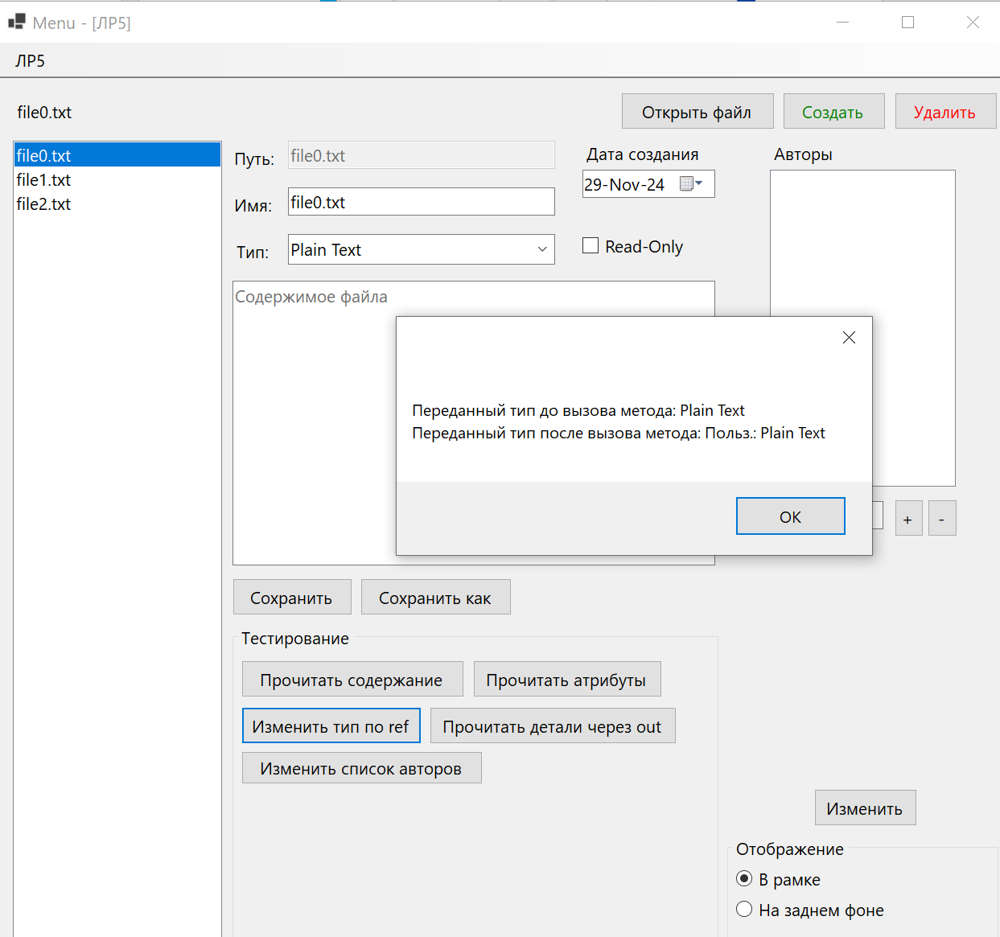 Menu - [ЛР5]
ЛР5
file0.txt
Открыть файл
Создать
Удалить
file0.txt
file1.txt
file2.txt
Путь:
file0.txt
Имя:
file0.txt
Тип:
Plain Text
Дата создания
29-Nov-24
Read-Only
Авторы
Содержимое файла
Переданный тип до вызова метода: Plain Text
Переданный тип после вызова метода: Польз.: Plain Text
OK
+
-
Сохранить
Сохранить как
Тестирование
Прочитать содержание
Прочитать атрибуты
Изменить тип по ref
Прочитать детали через out
Изменить список авторов
Изменить
Отображение
В рамке
На заднем фоне